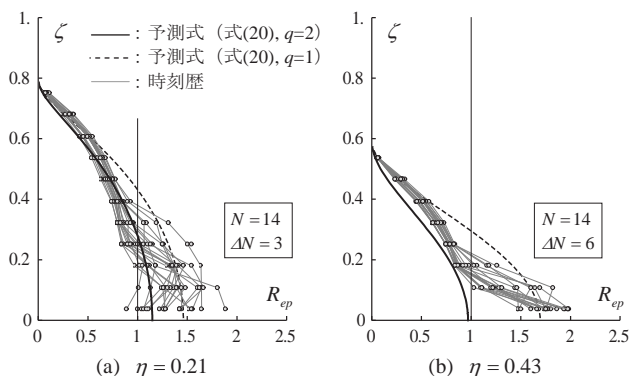 ζ
ζ
━: 予測式（式(20), q=2）
---: 予測式（式(20), q=1）
─: 時刻歴
1
0.8
0.6
0.4
0.2
0
N = 14
ΔN = 3
R_ep
0 0.5 1 1.5 2 2.5
(a) η = 0.21
1.
0.8
0.6
0.4
0.2
0
N = 14
ΔN = 6
R_ep
0 0.5 1 1.5 2 2.5
(b) η = 0.43